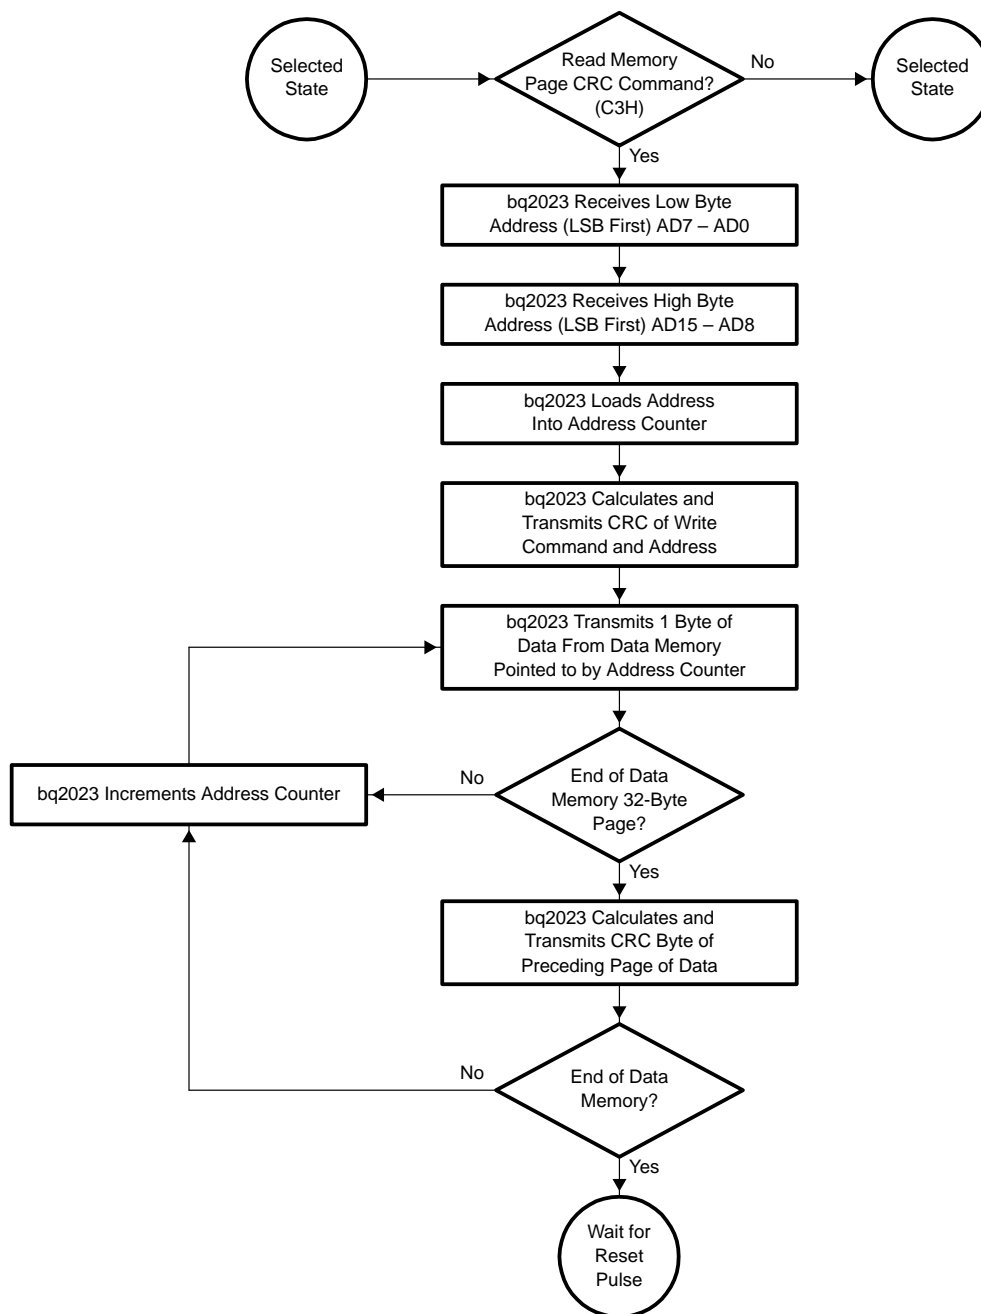 Selected
State
Read Memory
Page CRC Command?
(C3H)
No
Selected
State
Yes
bq2023 Receives Low Byte
Address (LSB First) AD7 – AD0
bq2023 Receives High Byte
Address (LSB First) AD15 – AD8
bq2023 Loads Address
Into Address Counter
bq2023 Calculates and
Transmits CRC of Write
Command and Address
bq2023 Transmits 1 Byte of
Data From Data Memory
Pointed to by Address Counter
bq2023 Increments Address Counter
No
End of Data
Memory 32-Byte
Page?
Yes
bq2023 Calculates and
Transmits CRC Byte of
Preceding Page of Data
No
End of Data
Memory?
Yes
Wait for
Reset
Pulse